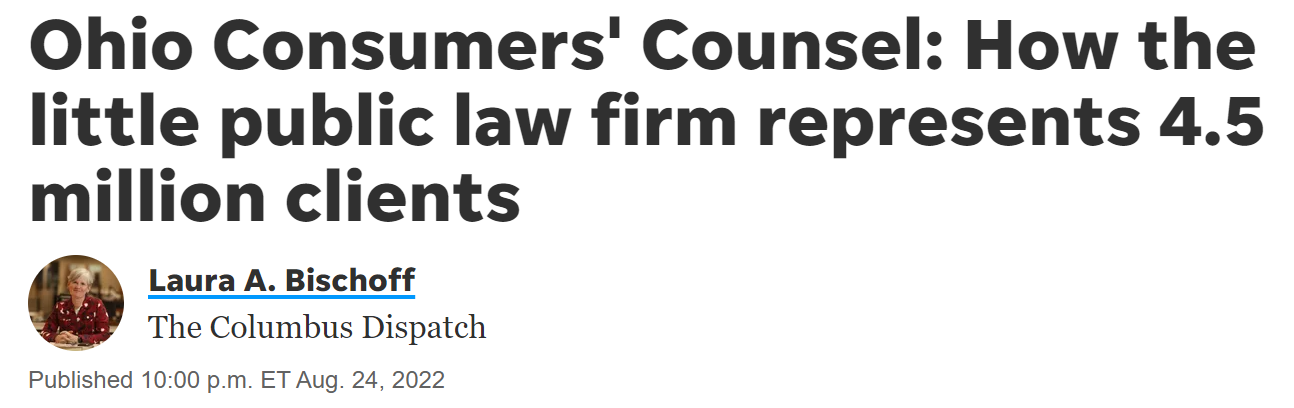 Ohio Consumers' Counsel: How the
little public law firm represents 4.5
million clients
Laura A. Bischoff
The Columbus Dispatch
Published 10:00 p.m. ET Aug. 24, 2022